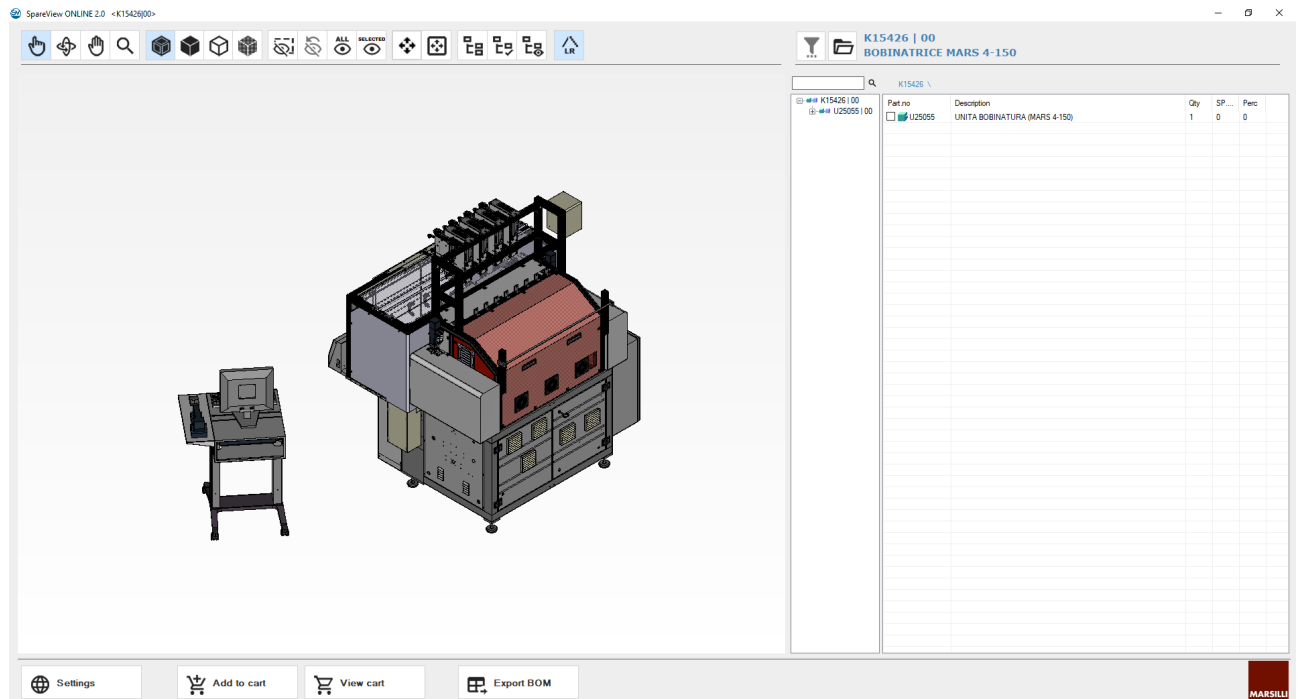 SpareView ONLINE 2.0 <K15426|00>
ALL
SELECTED
LR
K15426 | 00
BOBINATRICE MARS 4-150
K15426 \
K15426 | 00
U25055 | 00
Part.no Description Qty SP.... Perc
U25055 UNITA BOBINATURA (MARS 4-150) 1 0 0
Settings
Add to cart
View cart
Export BOM
MARSILLI